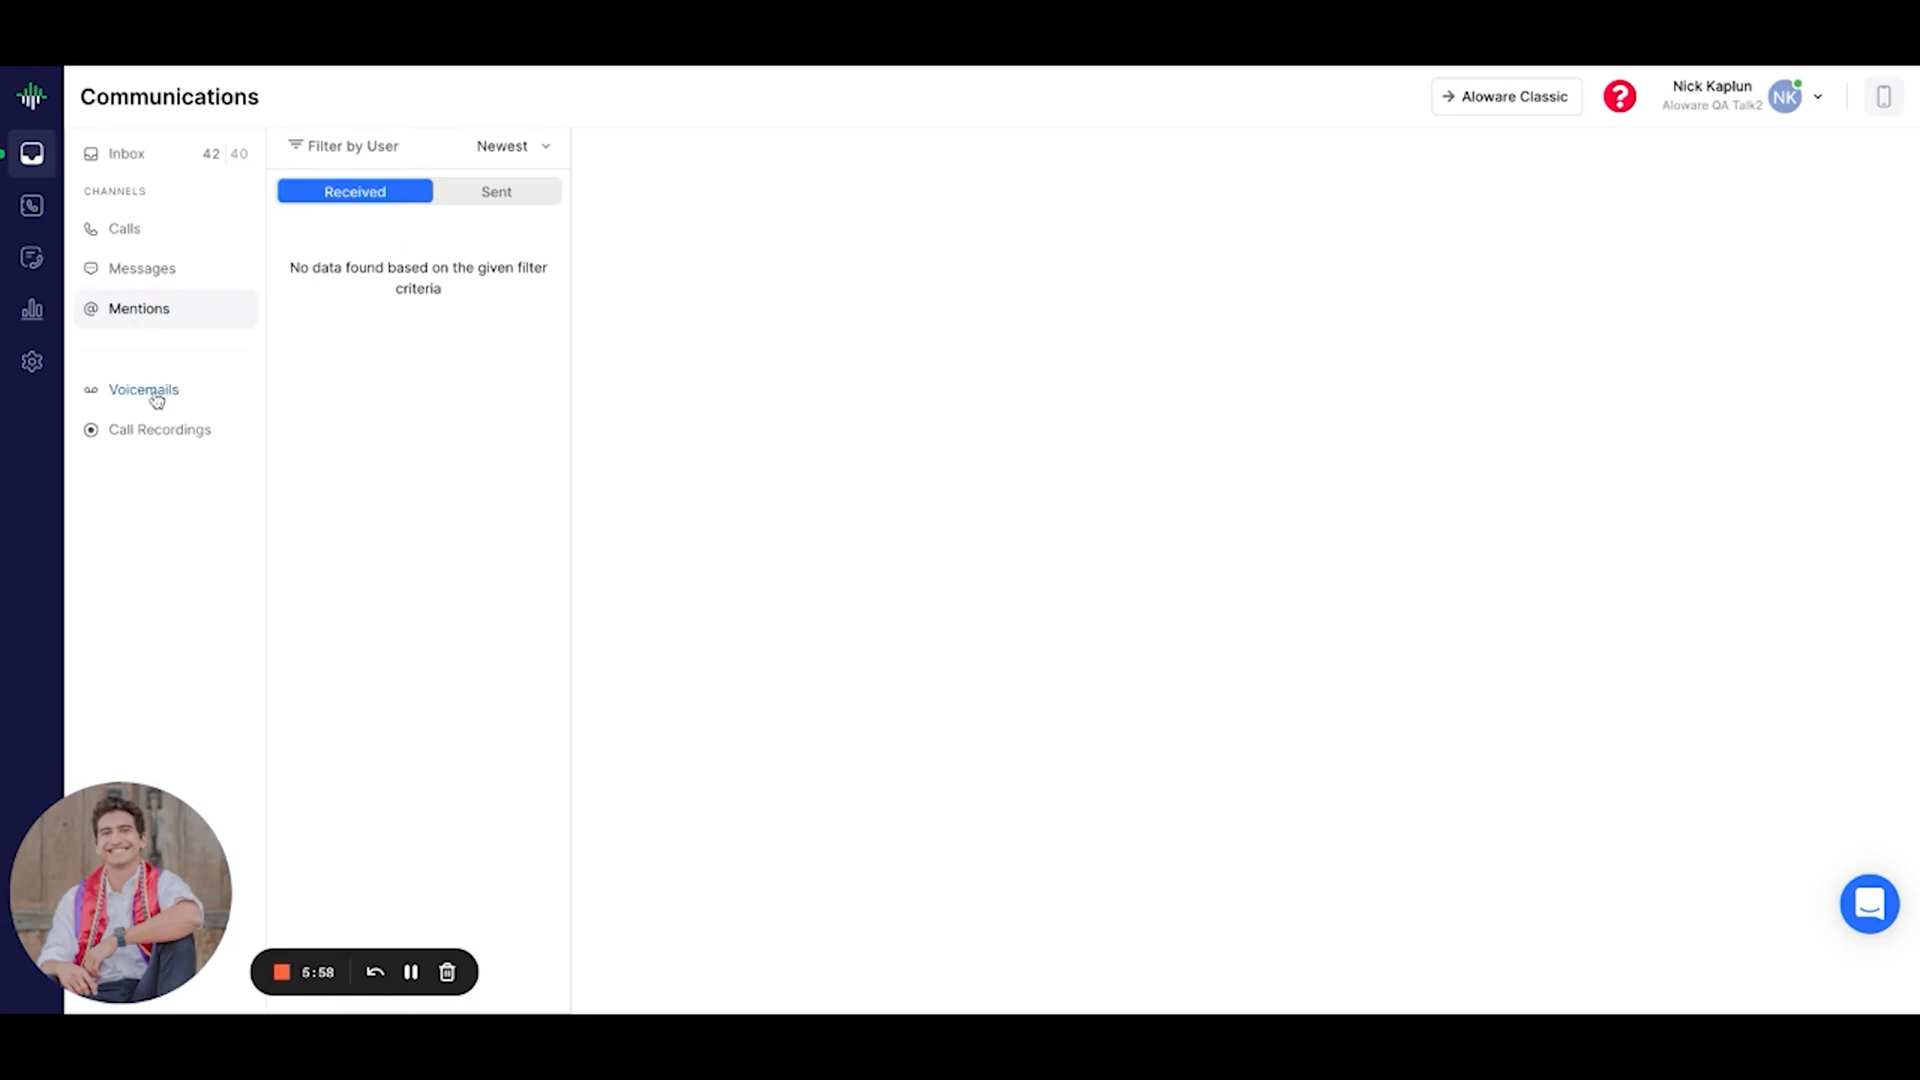 Communications
→ Aloware Classic
?
Nick Kaplun
Aloware QA Talk2
NK
Inbox 42 | 40
CHANNELS
Calls
Messages
@ Mentions
Voicemails
Call Recordings
Filter by User
Newest
Received
Sent
No data found based on the given filter
criteria
5:58